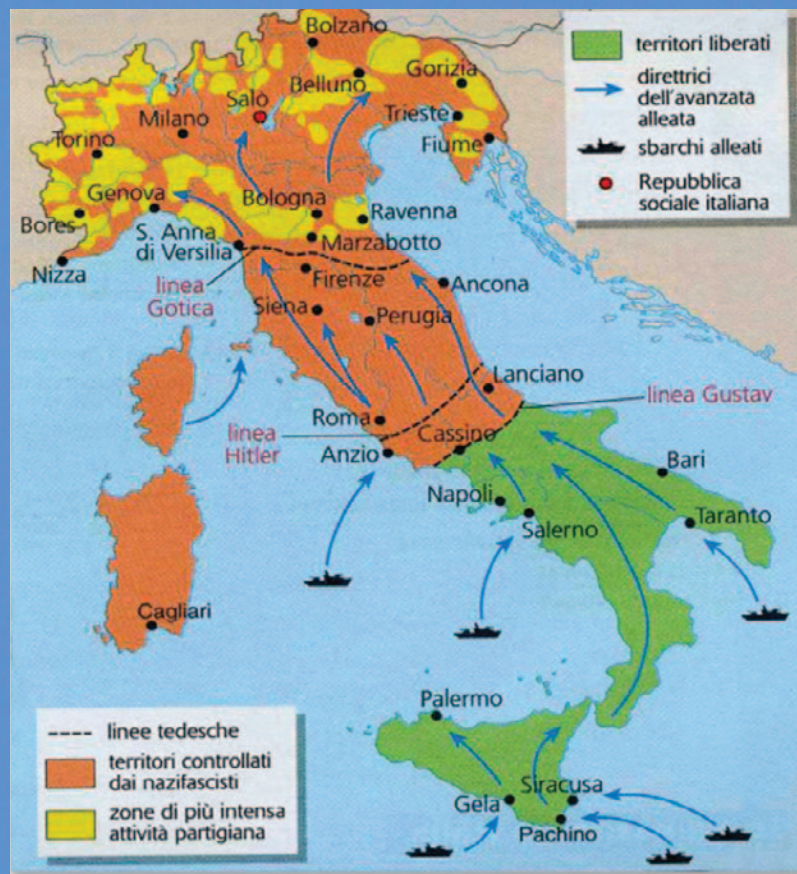 Bolzano
Belluno
Gorizia
Salò
Milano
Trieste
Torino
Fiume
Genova
Bologna
Ravenna
Bores
S. Anna
di Versilia
Marzabotto
Nizza
Firenze
linea
Gotica
Ancona
Siena
Perugia
Lanciano
linea Gustav
Roma
linea
Hitler
Cassino
Anzio
Bari
Napoli
Salerno
Taranto
Cagliari
Palermo
Gela
Siracusa
Pachino
territori liberati
direttrici
dell'avanzata
alleata
sbarchi alleati
Repubblica
sociale italiana
linee tedesche
territori controllati
dai nazifascisti
zone di più intensa
attività partigiana